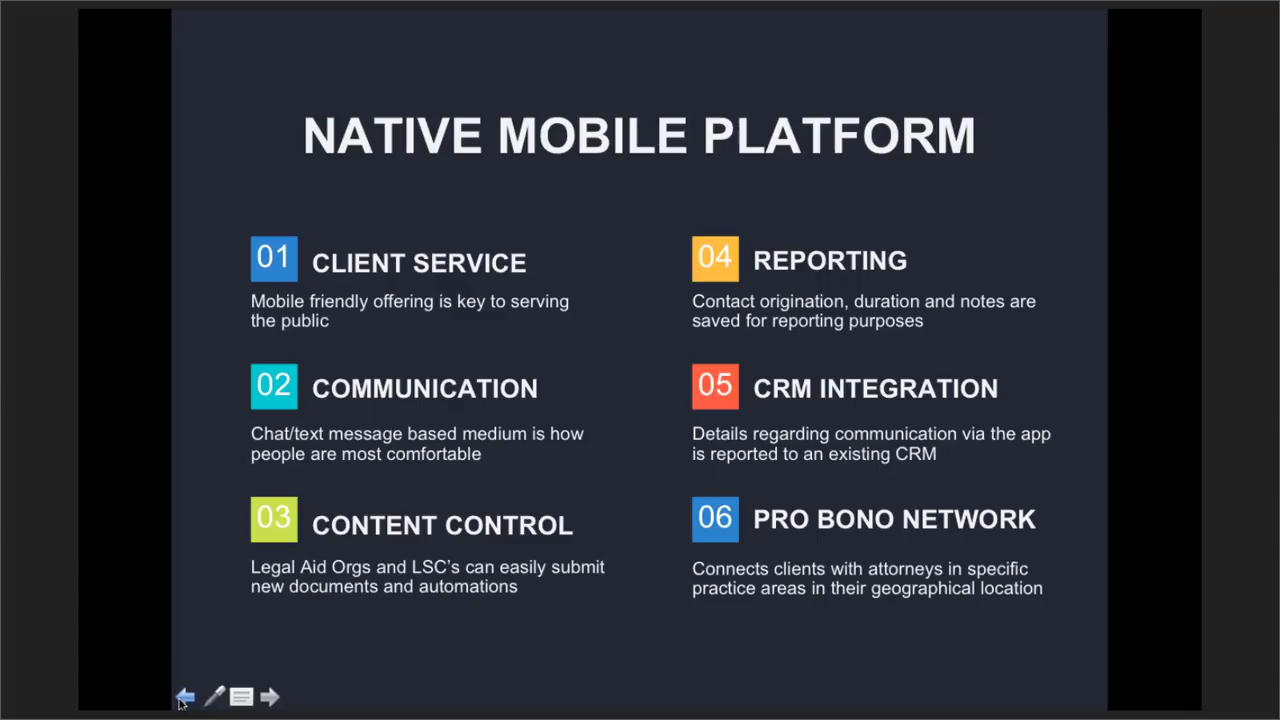 NATIVE MOBILE PLATFORM
01 CLIENT SERVICE
Mobile friendly offering is key to serving
the public
02 COMMUNICATION
Chat/text message based medium is how
people are most comfortable
03 CONTENT CONTROL
Legal Aid Orgs and LSC's can easily submit
new documents and automations
04 REPORTING
Contact origination, duration and notes are
saved for reporting purposes
05 CRM INTEGRATION
Details regarding communication via the app
is reported to an existing CRM
06 PRO BONO NETWORK
Connects clients with attorneys in specific
practice areas in their geographical location